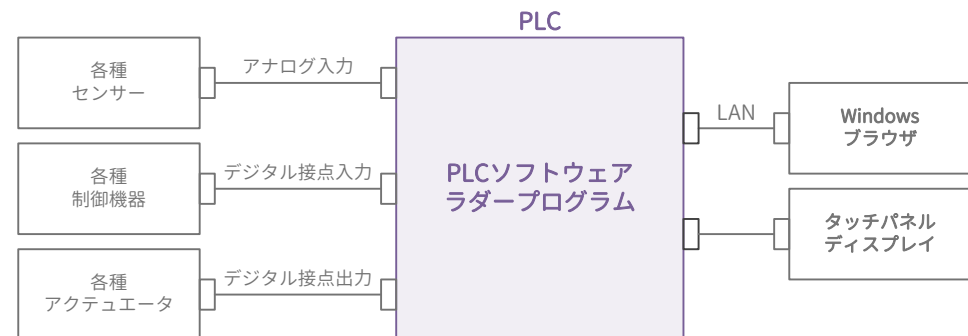 PLC
各種
センサー
アナログ入力
各種
制御機器
デジタル接点入力
各種
アクチュエータ
デジタル接点出力
PLCソフトウェア
ラダープログラム
LAN
Windows
ブラウザ
タッチパネル
ディスプレイ